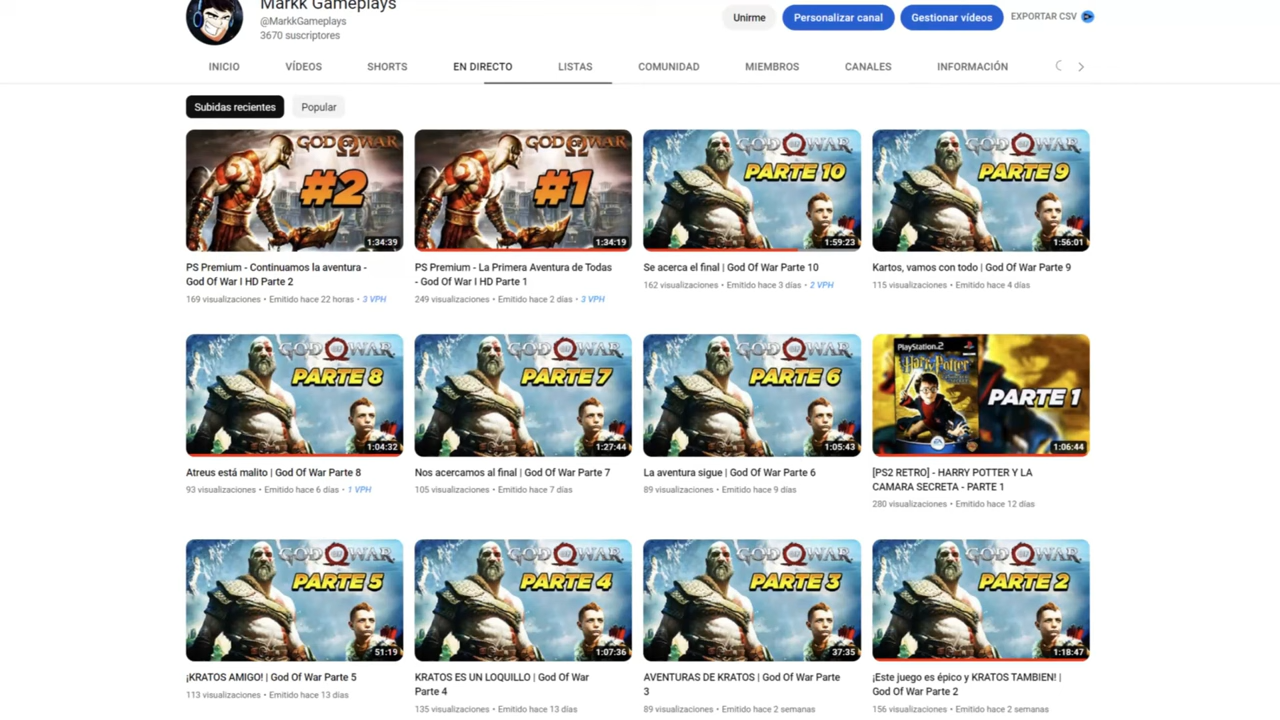 Markk Gameplays
@MarkkGameplays
3670 suscriptores
Unirme
Personalizar canal
Gestionar vídeos
EXPORTAR CSV
INICIO
VÍDEOS
SHORTS
EN DIRECTO
LISTAS
COMUNIDAD
MIEMBROS
CANALES
INFORMACIÓN
Subidas recientes
Popular
GOD OF WAR
#2
1:34:39
GOD OF WAR
#1
1:34:19
GOD OF WAR
PARTE 10
1:59:23
GOD OF WAR
PARTE 9
1:56:01
PS Premium - Continuamos la aventura -
God Of War I HD Parte 2
169 visualizaciones • Emitido hace 22 horas • 3 VPH
PS Premium - La Primera Aventura de Todas
- God Of War I HD Parte 1
249 visualizaciones • Emitido hace 2 días • 3 VPH
Se acerca el final | God Of War Parte 10
162 visualizaciones • Emitido hace 3 días • 2 VPH
Kartos, vamos con todo | God Of War Parte 9
115 visualizaciones • Emitido hace 4 días
GOD OF WAR
PARTE 8
1:04:32
GOD OF WAR
PARTE 7
1:27:44
GOD OF WAR
PARTE 6
1:05:43
PlayStation.2
Harry Potter
EA
PARTE 1
1:06:44
Atreus está malito | God Of War Parte 8
93 visualizaciones • Emitido hace 6 días • 1 VPH
Nos acercamos al final | God Of War Parte 7
105 visualizaciones • Emitido hace 7 días
La aventura sigue | God Of War Parte 6
89 visualizaciones • Emitido hace 9 días
[PS2 RETRO] - HARRY POTTER Y LA
CAMARA SECRETA - PARTE 1
280 visualizaciones • Emitido hace 12 días
GOD OF WAR
PARTE 5
51:19
GOD OF WAR
PARTE 4
1:07:36
GOD OF WAR
PARTE 3
37:35
GOD OF WAR
PARTE 2
1:18:47
¡KRATOS AMIGO! | God Of War Parte 5
113 visualizaciones • Emitido hace 13 días
KRATOS ES UN LOQUILLO | God Of War
Parte 4
135 visualizaciones • Emitido hace 13 días
AVENTURAS DE KRATOS | God Of War Parte
3
89 visualizaciones • Emitido hace 2 semanas
¡Este juego es épico y KRATOS TAMBIEN! |
God Of War Parte 2
156 visualizaciones • Emitido hace 2 semanas